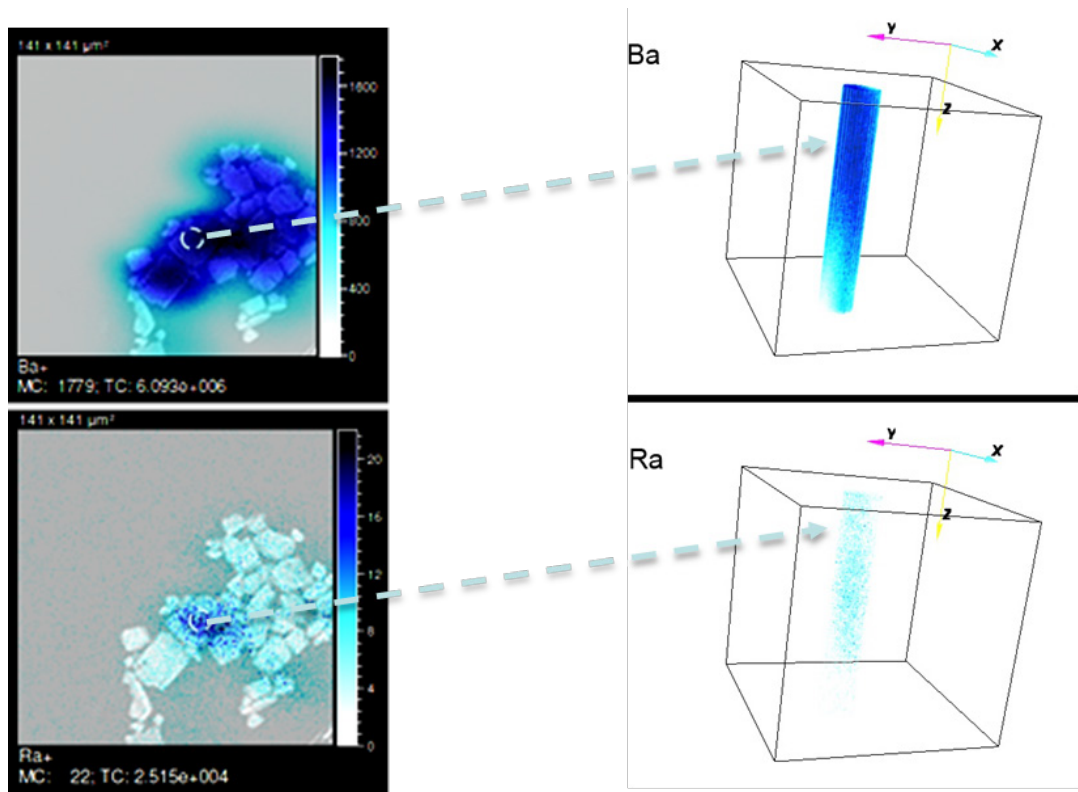 141 x 141 µm²
1600
1200
800
400
0
Ba+
MC: 1779; TC: 6.093e+006
Ba
Y
X
Z
141 x 141 µm²
20
16
12
8
4
0
Ra+
MC: 22; TC: 2.515e+004
Ra
Y
X
Z